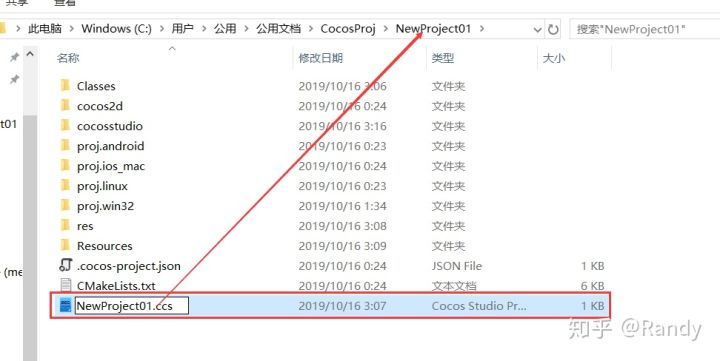 共享 查看
此电脑 > Windows (C:) > 用户 > 公用 > 公用文档 > CocosProj > NewProject01 > 搜索"NewProject01"
名称 修改日期 类型 大小
Classes 2019/10/16 3:06 文件夹
cocos2d 2019/10/16 0:24 文件夹
cocosstudio 2019/10/16 3:16 文件夹
ct01
proj.android 2019/10/16 0:23 文件夹
proj.ios_mac 2019/10/16 0:24 文件夹
proj.linux 2019/10/16 0:23 文件夹
proj.win32 2019/10/16 1:34 文件夹
res 2019/10/16 3:08 文件夹
Resources 2019/10/16 3:09 文件夹
.cocos-project.json 2019/10/16 0:24 JSON File 1 KB
(me
CMakeLists.txt 2019/10/16 0:24 文本文档 6 KB
NewProject01.ccs 2019/10/16 3:07 Cocos Studio Pr... 1 KB
知乎 @Randy